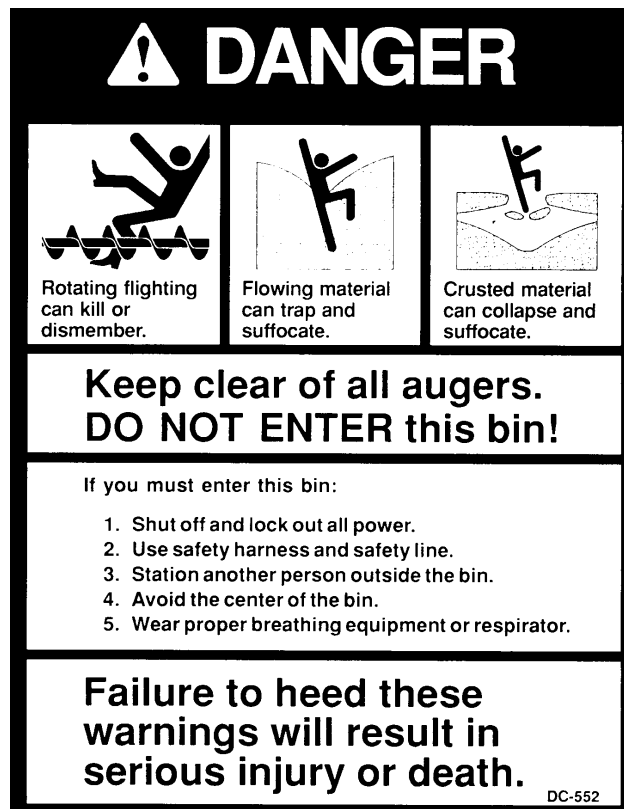 DANGER
Rotating flighting
can kill or
dismember.
Flowing material
can trap and
suffocate.
Crusted material
can collapse and
suffocate.
Keep clear of all augers.
DO NOT ENTER this bin!
If you must enter this bin:
1. Shut off and lock out all power.
2. Use safety harness and safety line.
3. Station another person outside the bin.
4. Avoid the center of the bin.
5. Wear proper breathing equipment or respirator.
Failure to heed these
warnings will result in
serious injury or death.
DC-552